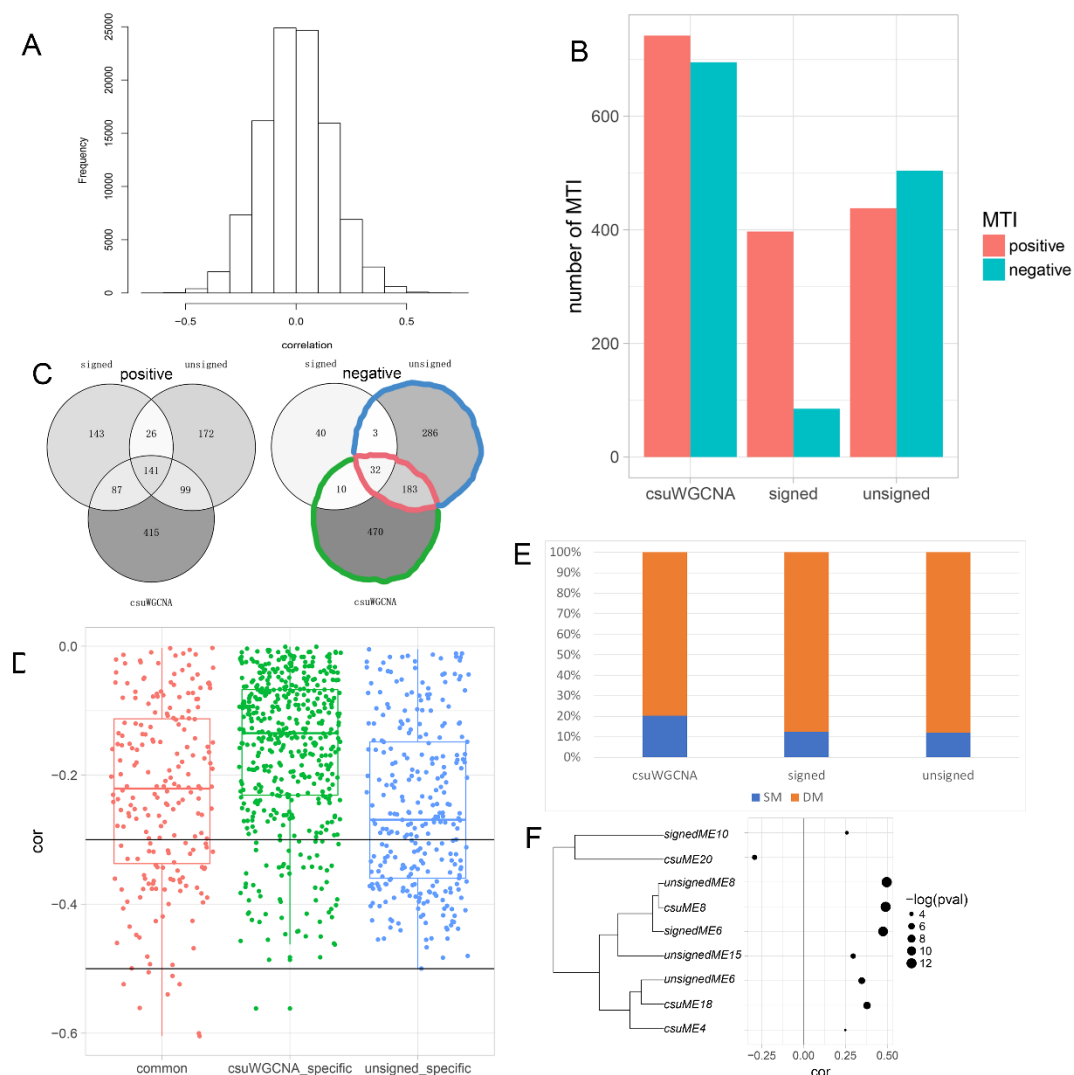 A
Frequency
0
5000
10000
15000
20000
25000
−0.5
0.0
0.5
correlation
B
number of MTI
0
200
400
600
csuWGCNA
signed
unsigned
MTI
positive
negative
C
signed
positive
unsigned
143
26
172
141
87
99
415
csuWGCNA
signed
negative
unsigned
40
3
286
32
10
183
470
csuWGCNA
cor
0.0
−0.2
−0.4
−0.6
common
csuWGCNA_specific
unsigned_specific
E
100%
90%
80%
70%
60%
50%
40%
30%
20%
10%
0%
csuWGCNA
signed
unsigned
SM
DM
F
signedME10
csuME20
unsignedME8
csuME8
signedME6
unsignedME15
unsignedME6
csuME18
csuME4
−0.25
0.00
0.25
0.50
cor
−log(pval)
4
6
8
10
12